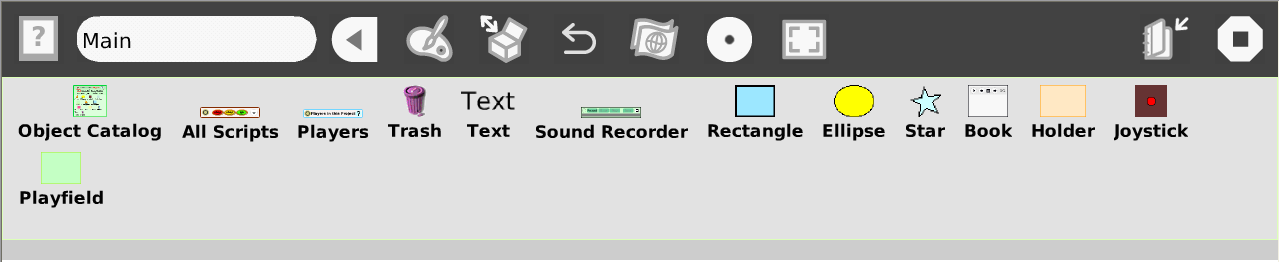 ?
Main
Text
Object Catalog All Scripts Players Trash Text Sound Recorder Rectangle Ellipse Star Book Holder Joystick
Playfield